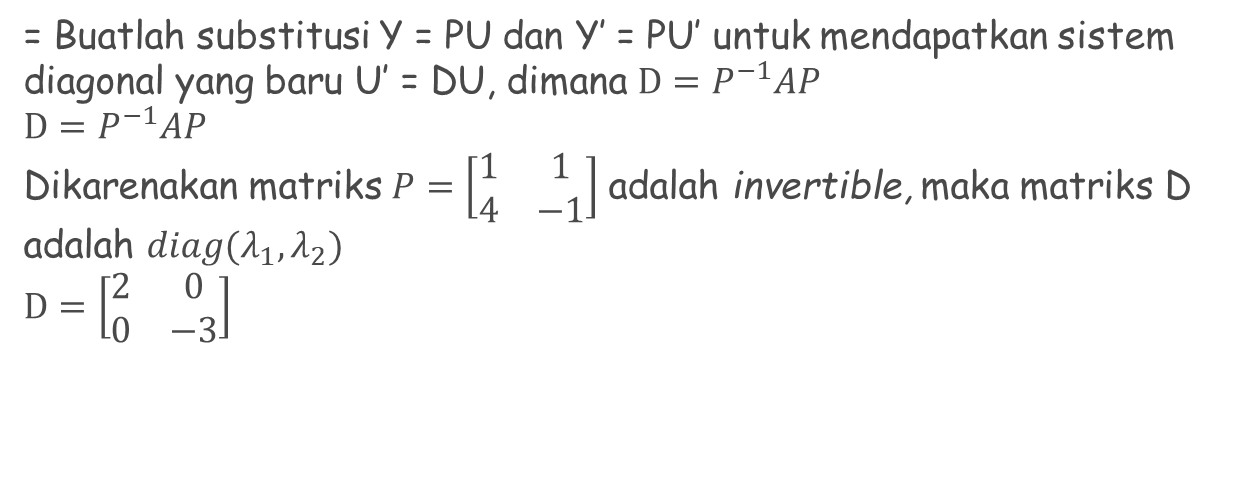 = Buatlah substitusi Y = PU dan Y' = PU' untuk mendapatkan sistem
diagonal yang baru U' = DU, dimana D = P⁻¹AP
D = P⁻¹AP
Dikarenakan matriks P = [1 1; 4 −1] adalah invertible, maka matriks D
adalah diag(λ₁, λ₂)
D = [2 0; 0 −3]